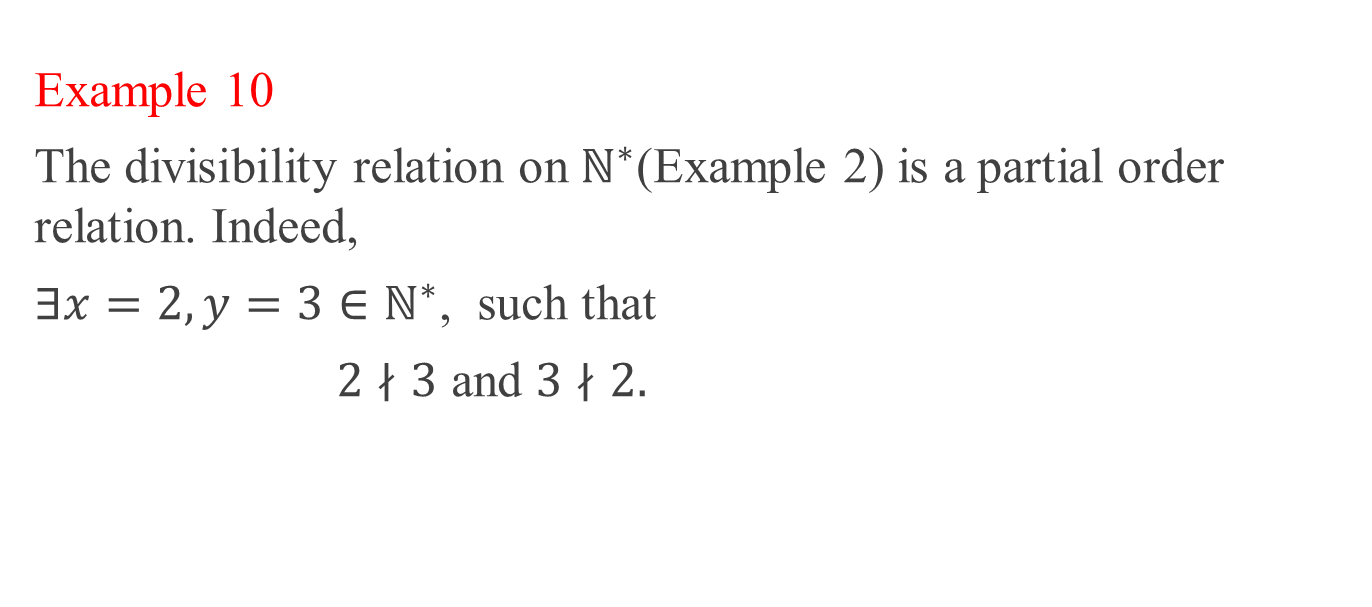 Example 10
The divisibility relation on ℕ*(Example 2) is a partial order
relation. Indeed,
∃x = 2, y = 3 ∈ ℕ*, such that
2 ∤ 3 and 3 ∤ 2.